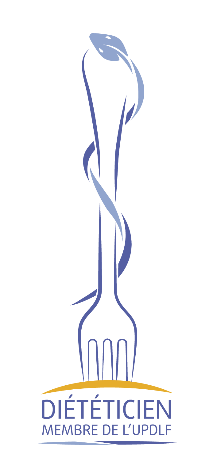 DIÉTÉTICIEN
MEMBRE DE L'UPDLF